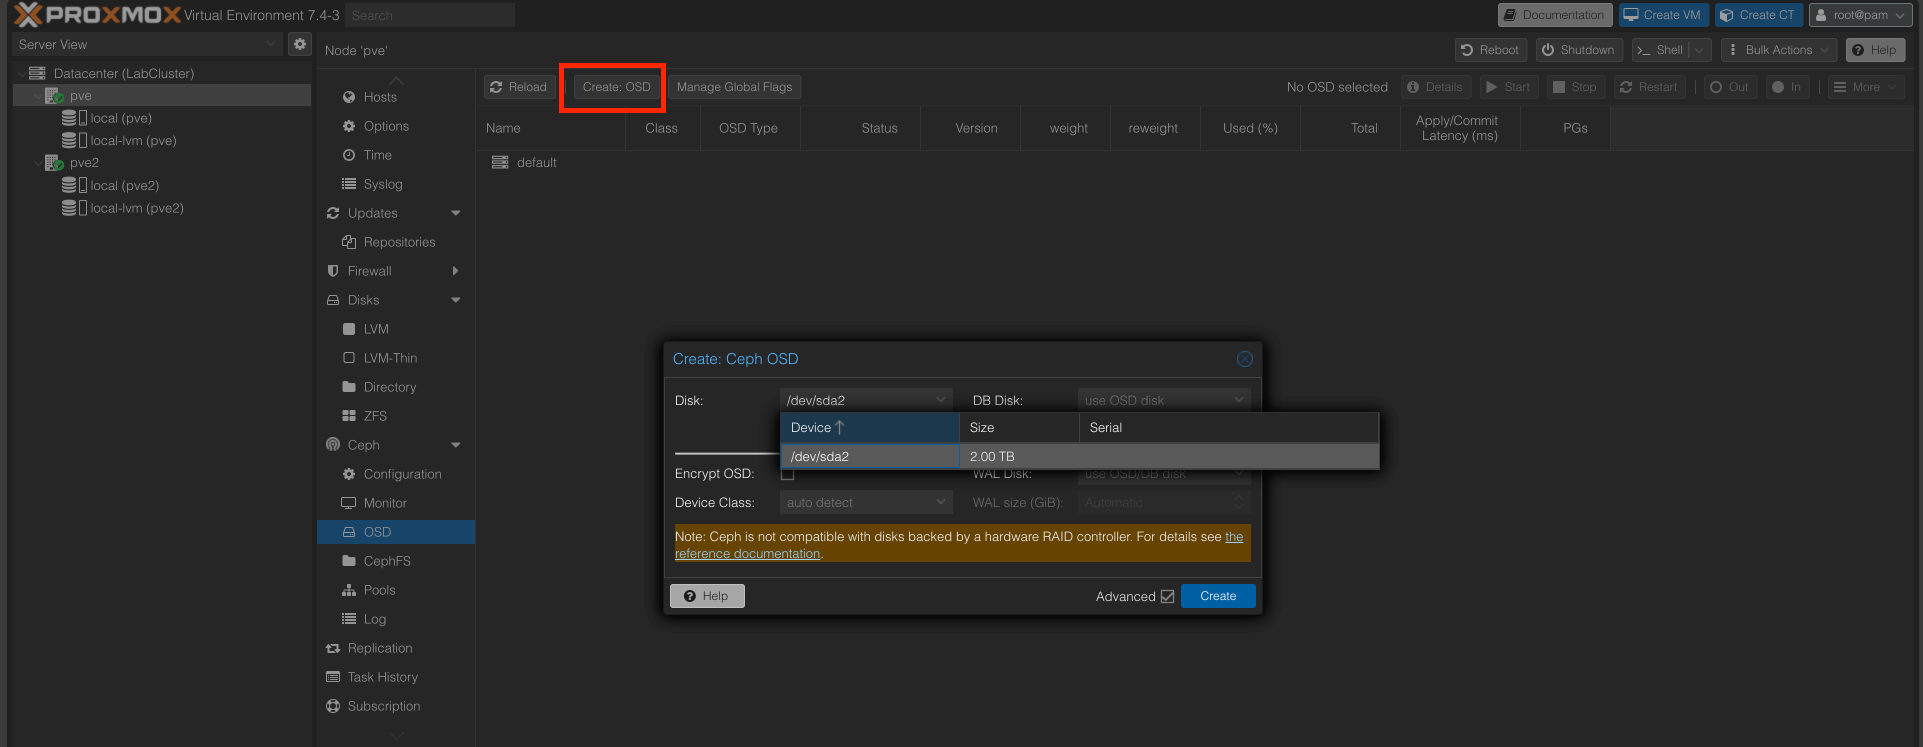 PROXMOX Virtual Environment 7.4-3 Search Documentation Create VM Create CT root@pam
Server View
Node 'pve' Reboot Shutdown Shell Bulk Actions Help
Datacenter (LabCluster)
pve
local (pve)
local-lvm (pve)
pve2
local (pve2)
local-lvm (pve2)
Hosts
Options
Time
Syslog
Updates
Repositories
Firewall
Disks
LVM
LVM-Thin
Directory
ZFS
Ceph
Configuration
Monitor
OSD
CephFS
Pools
Log
Replication
Task History
Subscription
Reload Create: OSD Manage Global Flags No OSD selected Details Start Stop Restart Out In More
Name Class OSD Type Status Version weight reweight Used (%) Total Apply/Commit Latency (ms) PGs
default
Create: Ceph OSD
Disk: /dev/sda2 DB Disk: use OSD disk
Device Size Serial
/dev/sda2 2.00 TB
Encrypt OSD: WAL Disk: use OSD/DB disk
Device Class: auto detect WAL size (GiB): Automatic
Note: Ceph is not compatible with disks backed by a hardware RAID controller. For details see the
reference documentation.
Help Advanced Create